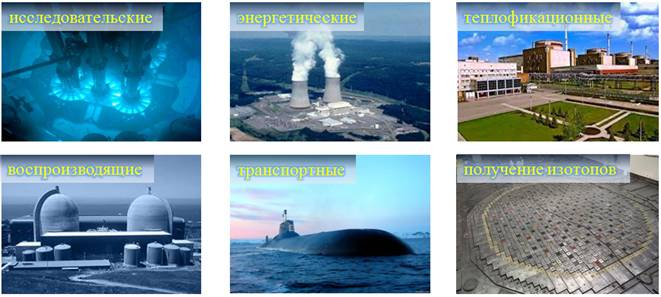 исследовательские
энергетические
теплофикационные
воспроизводящие
транспортные
получение изотопов